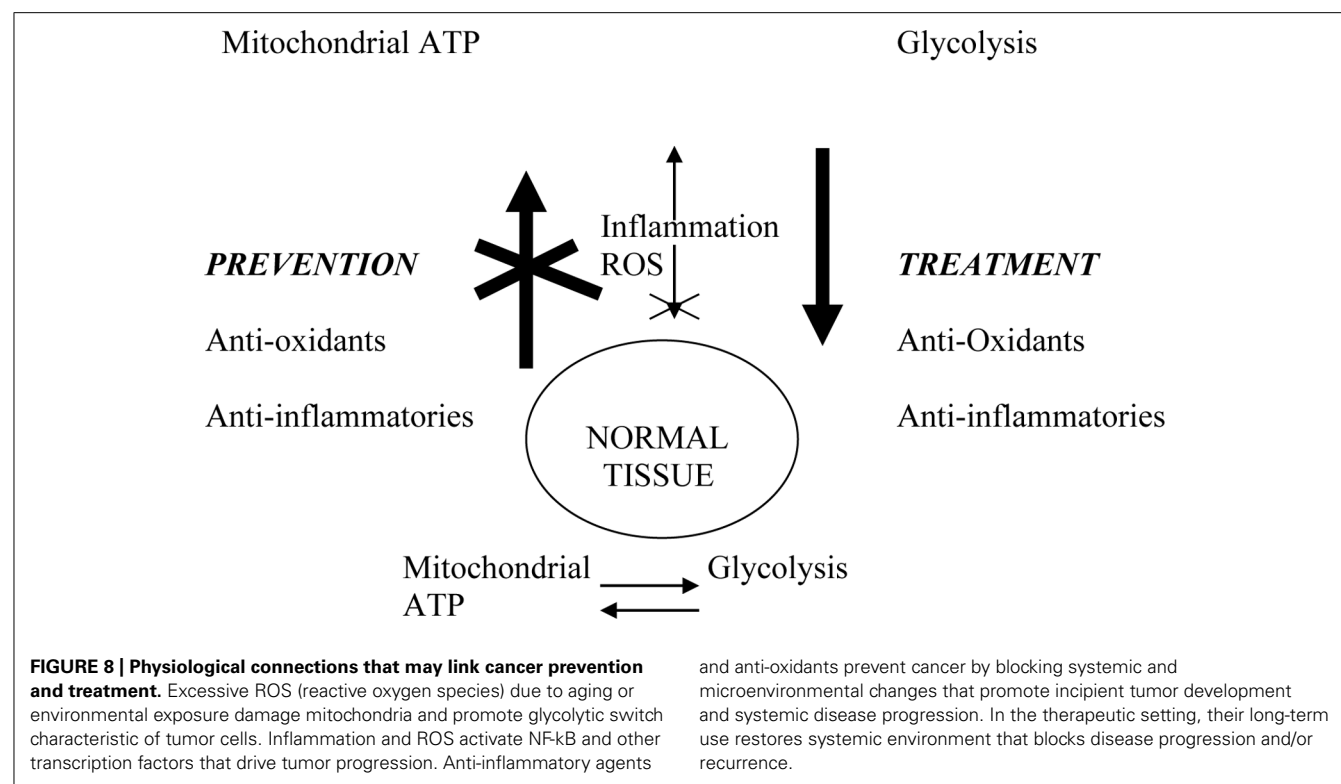 Mitochondrial ATP
Glycolysis
Inflammation
ROS
PREVENTION
Anti-oxidants
Anti-inflammatories
TREATMENT
Anti-Oxidants
Anti-inflammatories
NORMAL
TISSUE
Mitochondrial
ATP
Glycolysis
FIGURE 8 | Physiological connections that may link cancer prevention
and treatment. Excessive ROS (reactive oxygen species) due to aging or
environmental exposure damage mitochondria and promote glycolytic switch
characteristic of tumor cells. Inflammation and ROS activate NF-kB and other
transcription factors that drive tumor progression. Anti-inflammatory agents
and anti-oxidants prevent cancer by blocking systemic and
microenvironmental changes that promote incipient tumor development
and systemic disease progression. In the therapeutic setting, their long-term
use restores systemic environment that blocks disease progression and/or
recurrence.